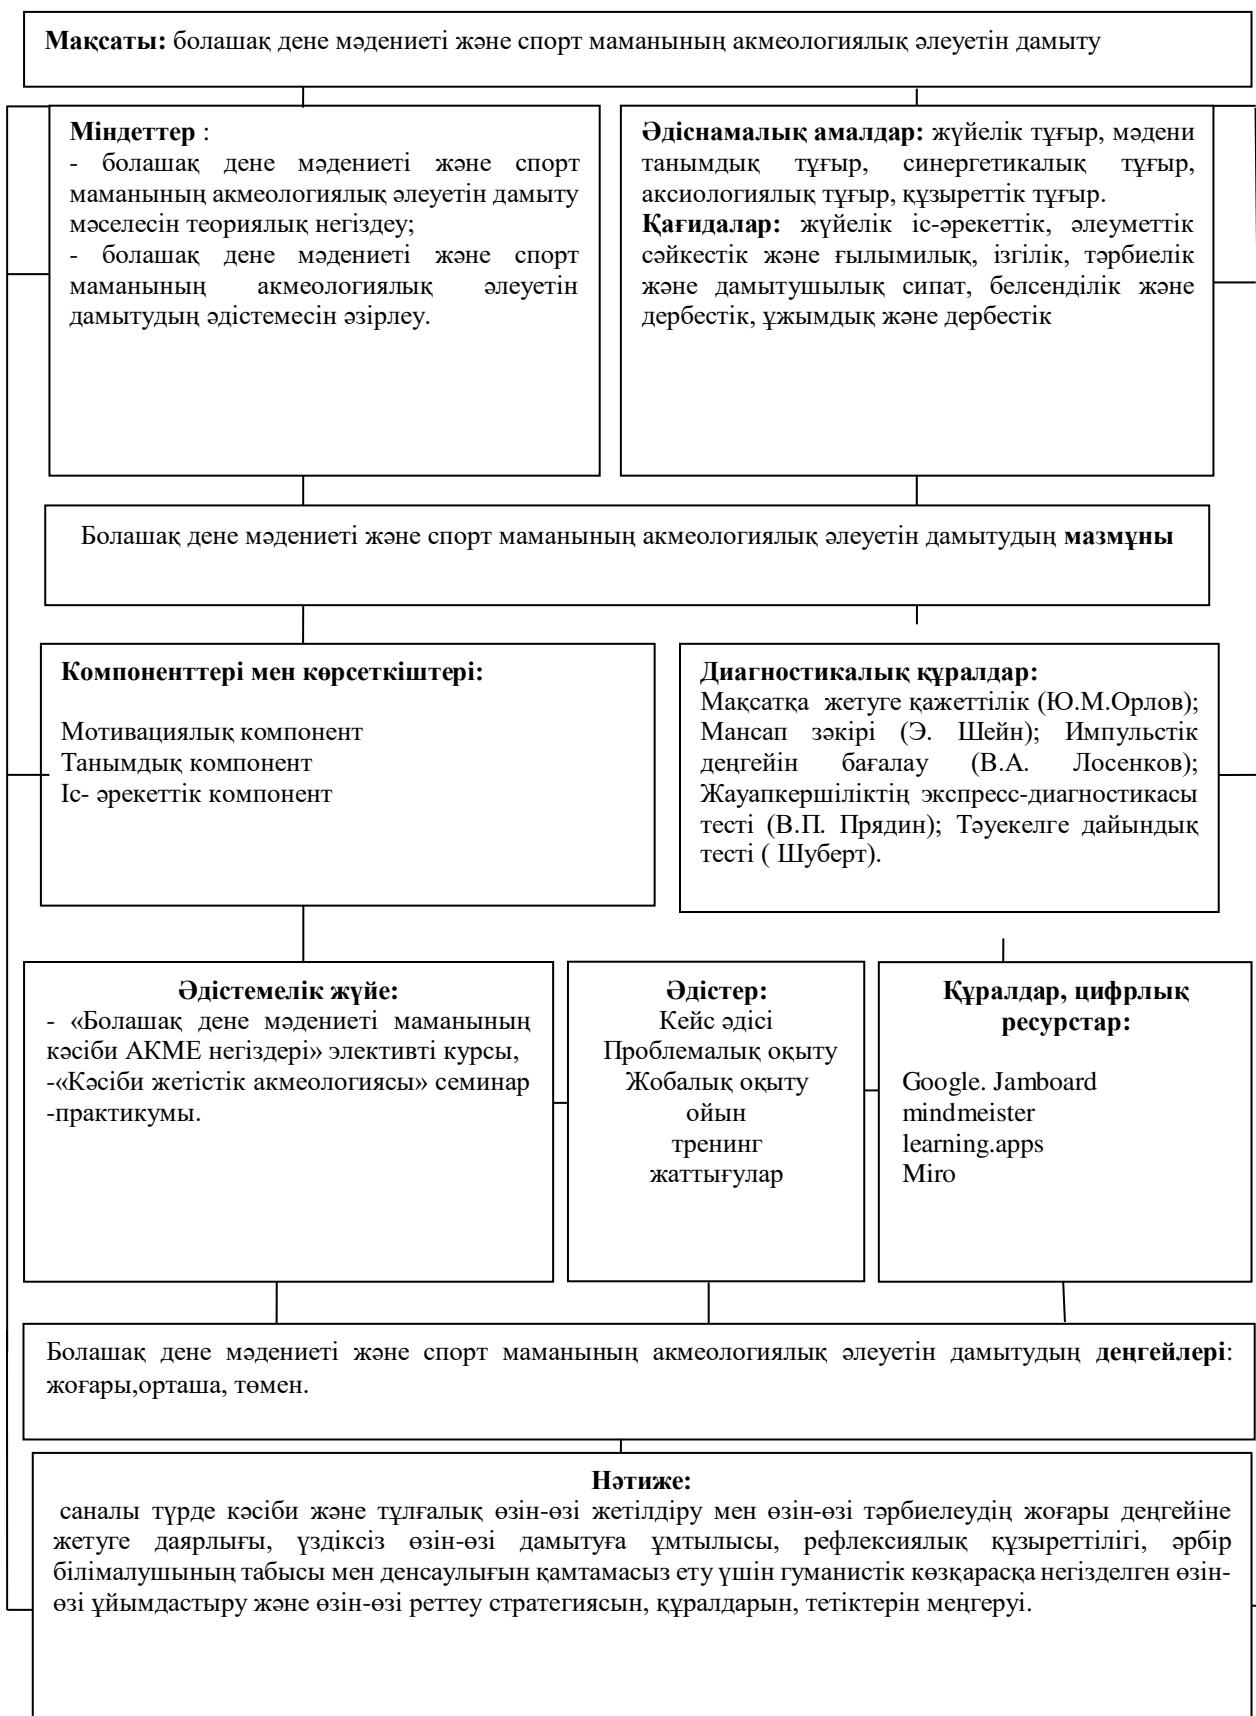 Мақсаты: болашақ дене мәдениеті және спорт маманының акмеологиялық әлеуетін дамыту
Міндеттер :
- болашақ дене мәдениеті және спорт
маманының акмеологиялық әлеуетін дамыту
мәселесін теориялық негіздеу;
- болашақ дене мәдениеті және спорт
маманының акмеологиялық әлеуетін
дамытудың әдістемесін әзірлеу.
Әдіснамалық амалдар: жүйелік тұғыр, мәдени
танымдық тұғыр, синергетикалық тұғыр,
аксиологиялық тұғыр, құзыреттік тұғыр.
Қағидалар: жүйелік іс-әрекеттік, әлеуметтік
сәйкестік және ғылымилық, ізгілік, тәрбиелік
және дамытушылық сипат, белсенділік және
дербестік, ұжымдық және дербестік
Болашақ дене мәдениеті және спорт маманының акмеологиялық әлеуетін дамытудың мазмұны
Компоненттері мен көрсеткіштері:
Мотивациялық компонент
Танымдық компонент
Іс- әрекеттік компонент
Диагностикалық құралдар:
Мақсатқа жетуге қажеттілік (Ю.М.Орлов);
Мансап зәкірі (Э. Шейн); Импульстік
деңгейін бағалау (В.А. Лосенков);
Жауапкершіліктің экспресс-диагностикасы
тесті (В.П. Прядин); Тәуекелге дайындық
тесті ( Шуберт).
Әдістемелік жүйе:
- «Болашақ дене мәдениеті маманының
кәсіби АКМЕ негіздері» элективті курсы,
-«Кәсіби жетістік акмеологиясы» семинар
-практикумы.
Әдістер:
Кейс әдісі
Проблемалық оқыту
Жобалық оқыту
ойын
тренинг
жаттығулар
Құралдар, цифрлық
ресурстар:
Google. Jamboard
mindmeister
learning.apps
Miro
Болашақ дене мәдениеті және спорт маманының акмеологиялық әлеуетін дамытудың деңгейлері:
жоғары,орташа, төмен.
Нәтиже:
саналы түрде кәсіби және тұлғалық өзін-өзі жетілдіру мен өзін-өзі тәрбиелеудің жоғары деңгейіне
жетуге даярлығы, үздіксіз өзін-өзі дамытуға ұмтылысы, рефлексиялық құзыреттілігі, әрбір
білімалушының табысы мен денсаулығын қамтамасыз ету үшін гуманистік көзқарасқа негізделген өзін-
өзі ұйымдастыру және өзін-өзі реттеу стратегиясын, құралдарын, тетіктерін меңгеруі.